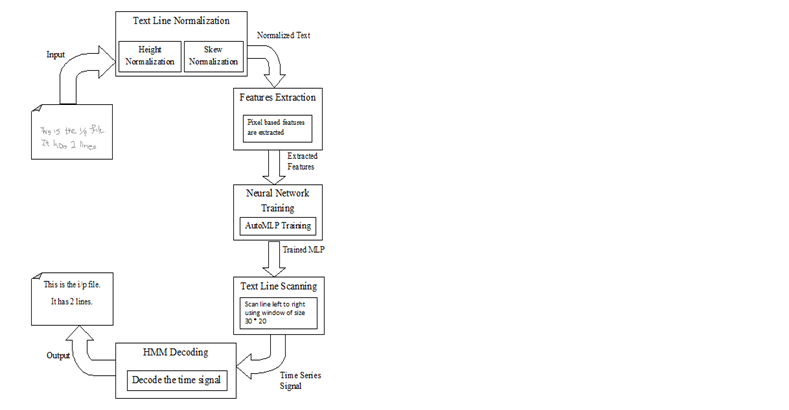 Text Line Normalization
Input
Height
Normalization
Skew
Normalization
Normalized Text
Features Extraction
Pixel based features
are extracted
This is the i/p file
It has 2 lines
Extracted
Features
Neural Network
Training
AutoMLP Training
Trained MLP
Text Line Scanning
Scan line left to right
using window of size
30 * 20
This is the i/p file.
It has 2 lines.
Output
HMM Decoding
Decode the time signal
Time Series
Signal